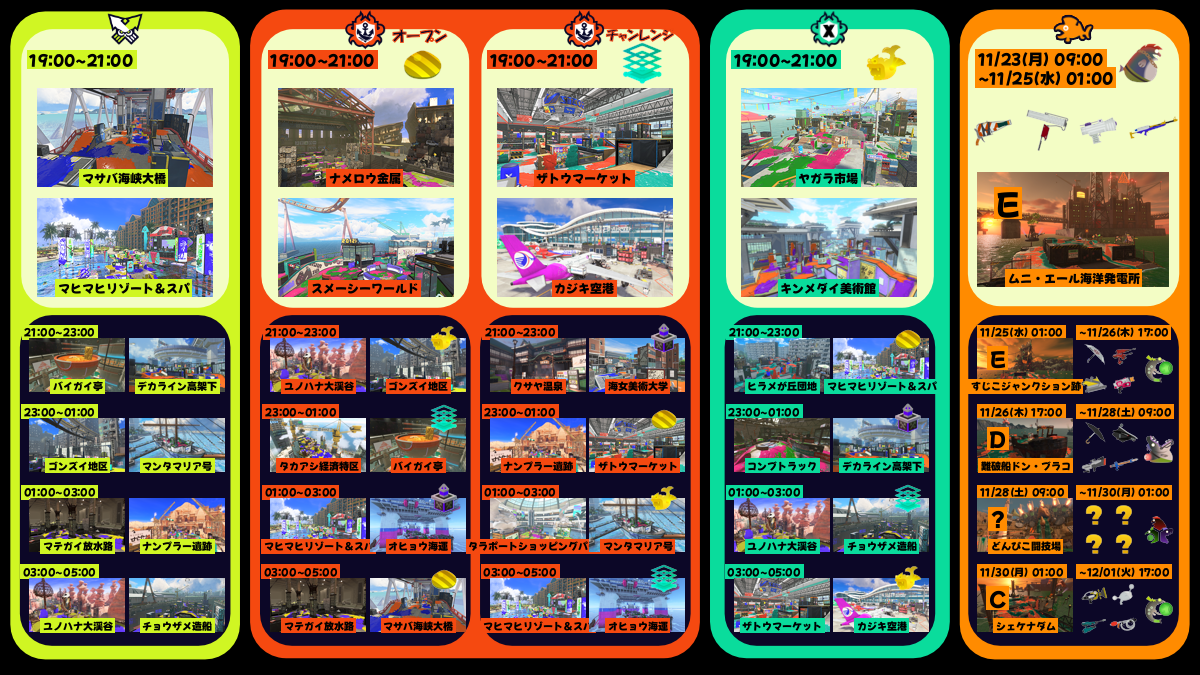 19:00~21:00
マサバ海峡大橋
マヒマヒリゾート＆スパ
21:00~23:00
バイガイ亭
デカライン高架下
23:00~01:00
ゴンズイ地区
マンタマリア号
01:00~03:00
マテガイ放水路
ナンプラー遺跡
03:00~05:00
ユノハナ大渓谷
チョウザメ造船
オープン
19:00~21:00
ナメロウ金属
スメーシーワールド
21:00~23:00
ユノハナ大渓谷
ゴンズイ地区
23:00~01:00
タカアシ経済特区
バイガイ亭
01:00~03:00
マヒマヒリゾート＆スパ
オヒョウ海運
03:00~05:00
マテガイ放水路
マサバ海峡大橋
チャンレンジ
19:00~21:00
ザトウマーケット
カジキ空港
21:00~23:00
クサヤ温泉
海女美術大学
23:00~01:00
ナンプラー遺跡
ザトウマーケット
01:00~03:00
タラポートショッピングパ
マンタマリア号
03:00~05:00
マヒマヒリゾート＆スパ
オヒョウ海運
X
19:00~21:00
ヤガラ市場
キンメダイ美術館
21:00~23:00
ヒラメが丘団地
マヒマヒリゾート＆スパ
23:00~01:00
コンブトラック
デカライン高架下
01:00~03:00
ユノハナ大渓谷
チョウザメ造船
03:00~05:00
ザトウマーケット
カジキ空港
11/23(月) 09:00
~11/25(水) 01:00
E
ムニ・エール海洋発電所
11/25(水) 01:00
~11/26(木) 17:00
E
すじこジャンクション跡
11/26(木) 17:00
~11/28(土) 09:00
D
難破船ドン・ブラコ
11/28(土) 09:00
~11/30(月) 01:00
?
? ?
? ?
どんぴこ闘技場
11/30(月) 01:00
~12/01(火) 17:00
C
シェケナダム